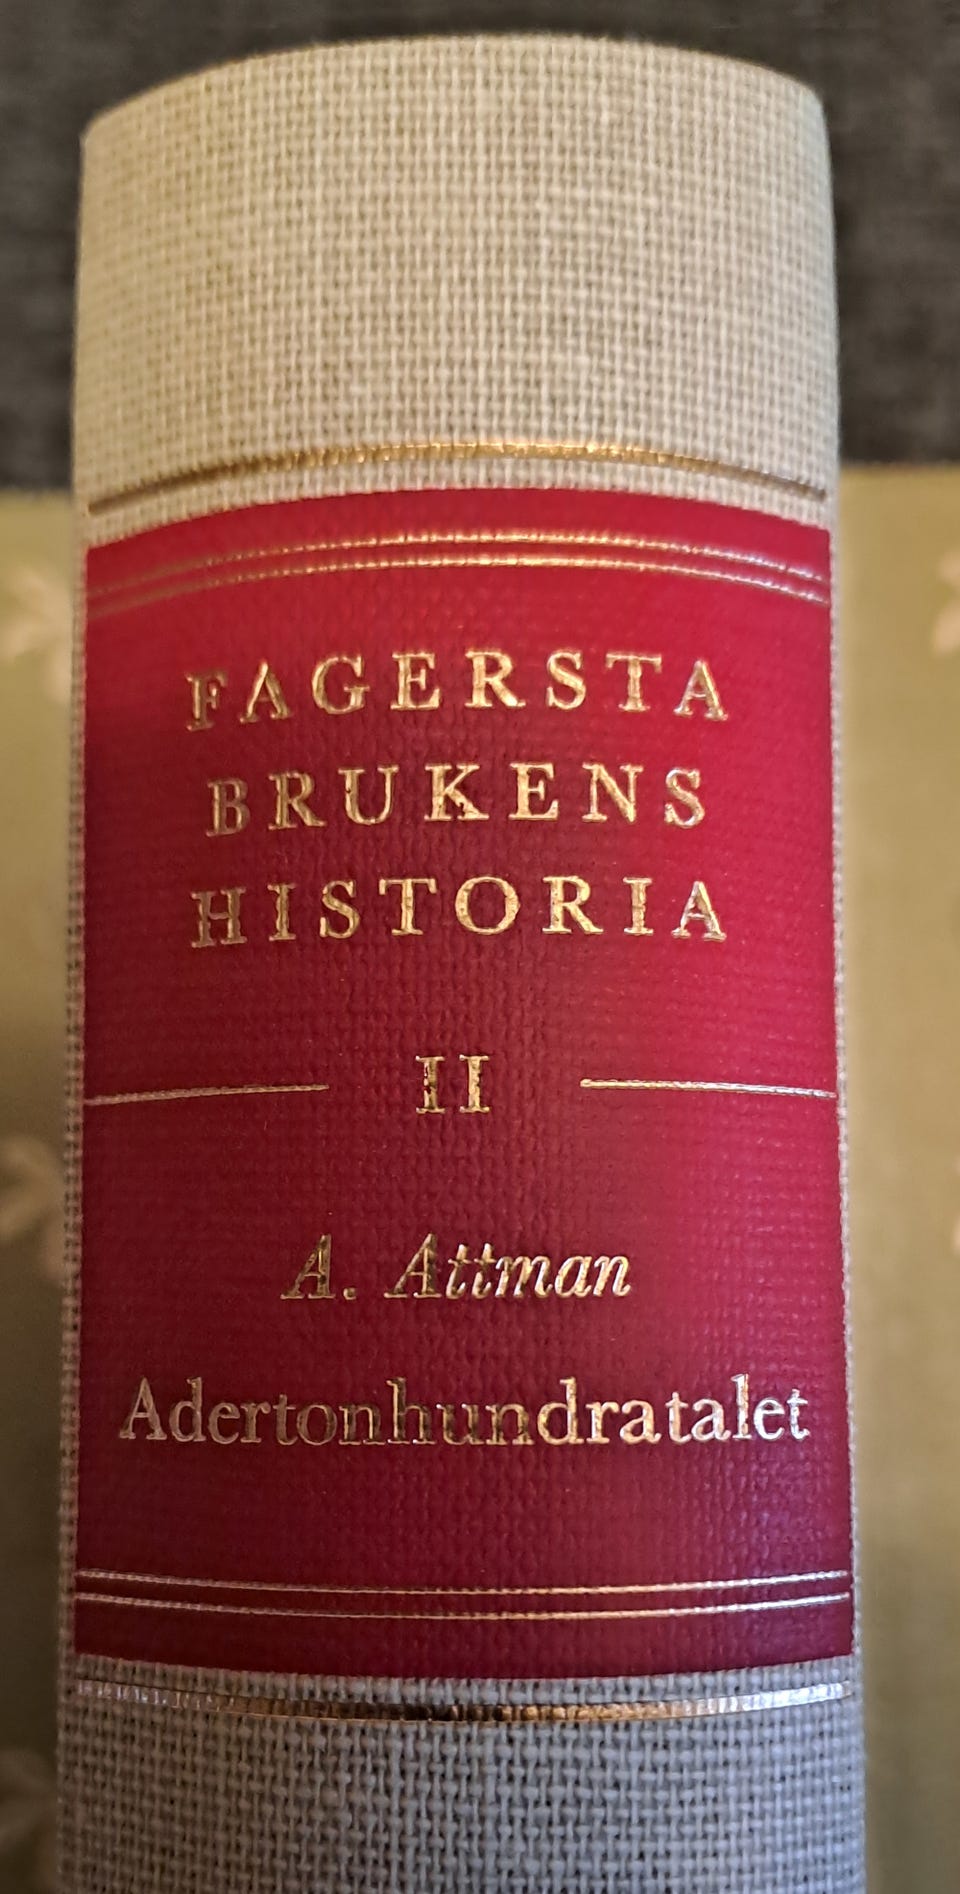 FAGERSTA
BRUKENS
HISTORIA
II
A. Attman
Adertonhundratalet